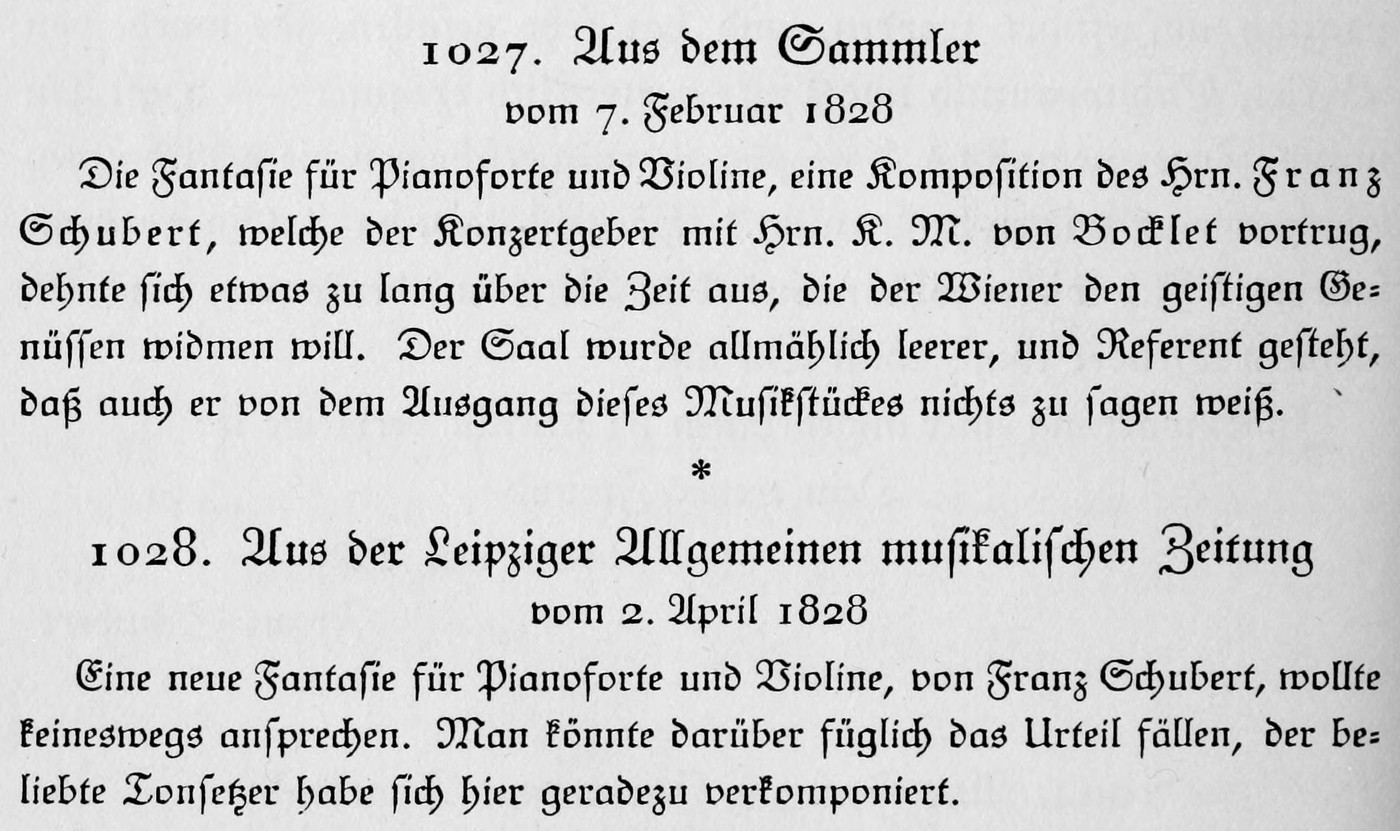 1027. Aus dem Sammler
vom 7. Februar 1828
Die Fantasie für Pianoforte und Violine, eine Komposition des Hrn. Franz
Schubert, welche der Konzertgeber mit Hrn. K. M. von Bocklet vortrug,
dehnte sich etwas zu lang über die Zeit aus, die der Wiener den geistigen Ge-
nüssen widmen will. Der Saal wurde allmählich leerer, und Referent gesteht,
daß auch er von dem Ausgang dieses Musikstückes nichts zu sagen weiß.
*
1028. Aus der Leipziger Allgemeinen musikalischen Zeitung
vom 2. April 1828
Eine neue Fantasie für Pianoforte und Violine, von Franz Schubert, wollte
keineswegs ansprechen. Man könnte darüber füglich das Urteil fällen, der be-
liebte Tonsetzer habe sich hier geradezu verkomponiert.